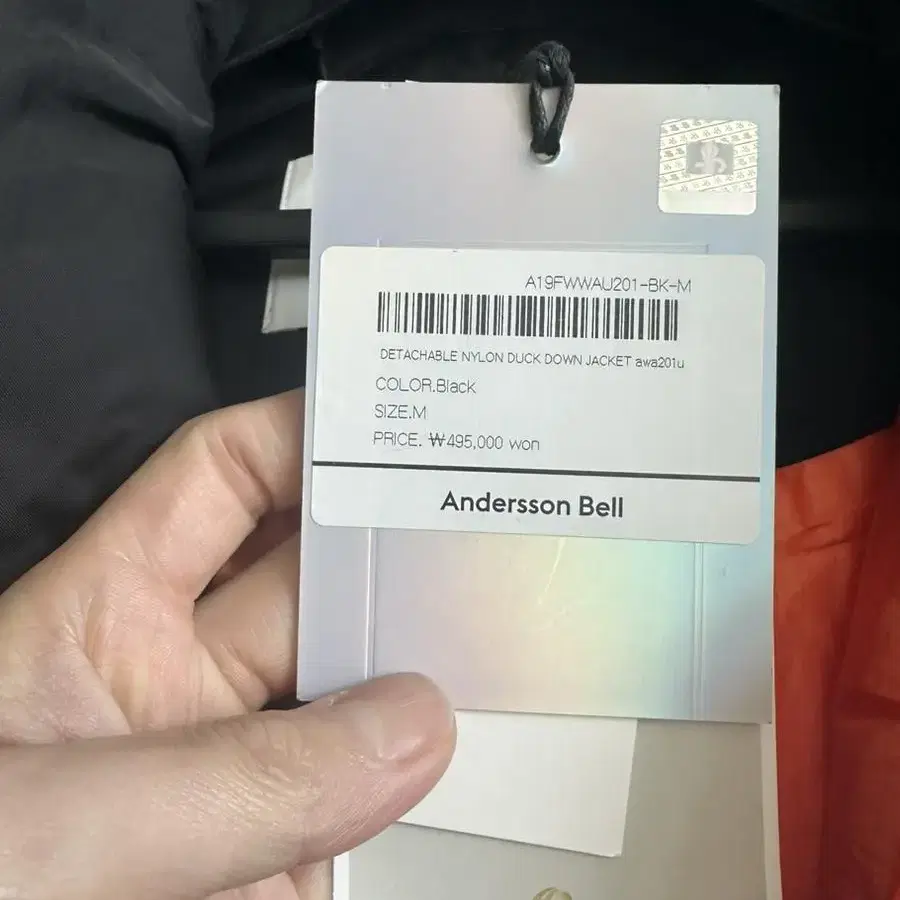 A19FWWAU201-BK-M
DETACHABLE NYLON DUCK DOWN JACKET awa201u
COLOR.Black
SIZE.M
PRICE. ₩495,000 won
Andersson Bell